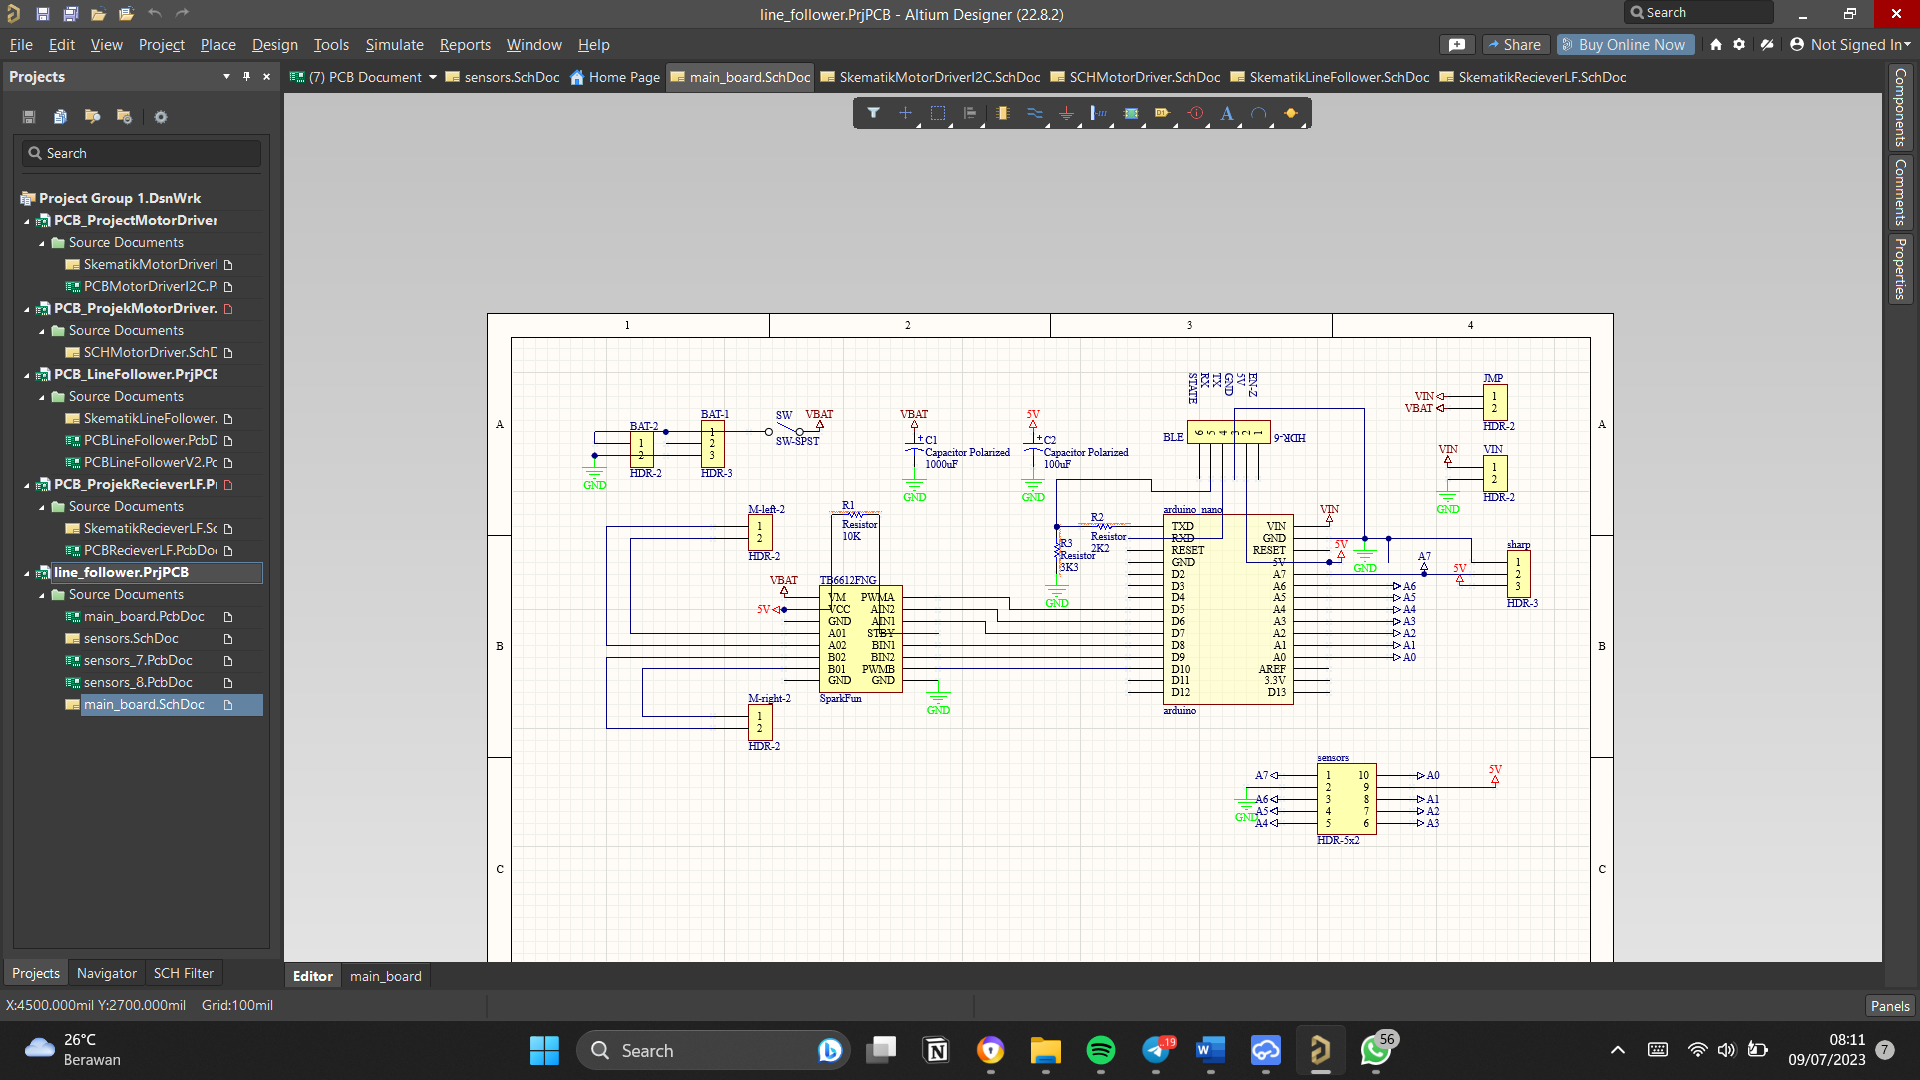 line_follower.PrjPCB - Altium Designer (22.8.2)
Search
File Edit View Project Place Design Tools Simulate Reports Window Help
Share
Buy Online Now
Not Signed In
Projects
(7) PCB Document
sensors.SchDoc
Home Page
main_board.SchDoc
SkematikMotorDriverI2C.SchDoc
SCHMotorDriver.SchDoc
SkematikLineFollower.SchDoc
SkematikRecieverLF.SchDoc
Components
Comments
Properties
Search
Project Group 1.DsnWrk
PCB_ProjectMotorDriver
Source Documents
SkematikMotorDriverI
PCBMotorDriverI2C.P
PCB_ProjekMotorDriver.
Source Documents
SCHMotorDriver.SchD
PCB_LineFollower.PrjPCB
Source Documents
SkematikLineFollower.
PCBLineFollower.PcbD
PCBLineFollowerV2.Pc
PCB_ProjekRecieverLF.Pr
Source Documents
SkematikRecieverLF.Sc
PCBRecieverLF.PcbDo
line_follower.PrjPCB
Source Documents
main_board.PcbDoc
sensors.SchDoc
sensors_7.PcbDoc
sensors_8.PcbDoc
main_board.SchDoc
1 2 3 4
A
B
C
A
B
C
BAT-2
1
2
HDR-2
GND
BAT-1
1
2
3
HDR-3
SW
SW-SPST
VBAT
VBAT
C1
Capacitor Polarized
1000uF
GND
5V
C2
Capacitor Polarized
100uF
GND
STATE
RX
TX
GND
5V
EN-Z
BLE
6 5 4 3 2 1
HDR-6
JMP
VIN
VBAT
1
2
HDR-2
VIN
VIN
1
2
HDR-2
GND
M-left-2
1
2
HDR-2
R1
Resistor
10K
R2
Resistor
2K2
R3
Resistor
3K3
GND
TB6612FNG
VBAT
5V
VM PWMA
VCC AIN2
GND AIN1
A01 STBY
A02 BIN1
B02 BIN2
B01 PWMB
GND GND
SparkFun
GND
M-right-2
1
2
HDR-2
arduino_nano
TXD VIN
RXD GND
RESET RESET
GND 5V
D2 A7
D3 A6
D4 A5
D5 A4
D6 A3
D7 A2
D8 A1
D9 A0
D10 AREF
D11 3.3V
D12 D13
arduino
VIN
5V
GND
A7
5V
A6
A5
A4
A3
A2
A1
A0
sharp
1
2
3
HDR-3
sensors
A7 1 10 A0
2 9
A6 3 8 A1
A5 4 7 A2
A4 5 6 A3
GND
5V
HDR-5x2
Projects Navigator SCH Filter
Editor main_board
X:4500.000mil Y:2700.000mil Grid:100mil
Panels
26°C
Berawan
Search
.19
56
08:11
09/07/2023
7